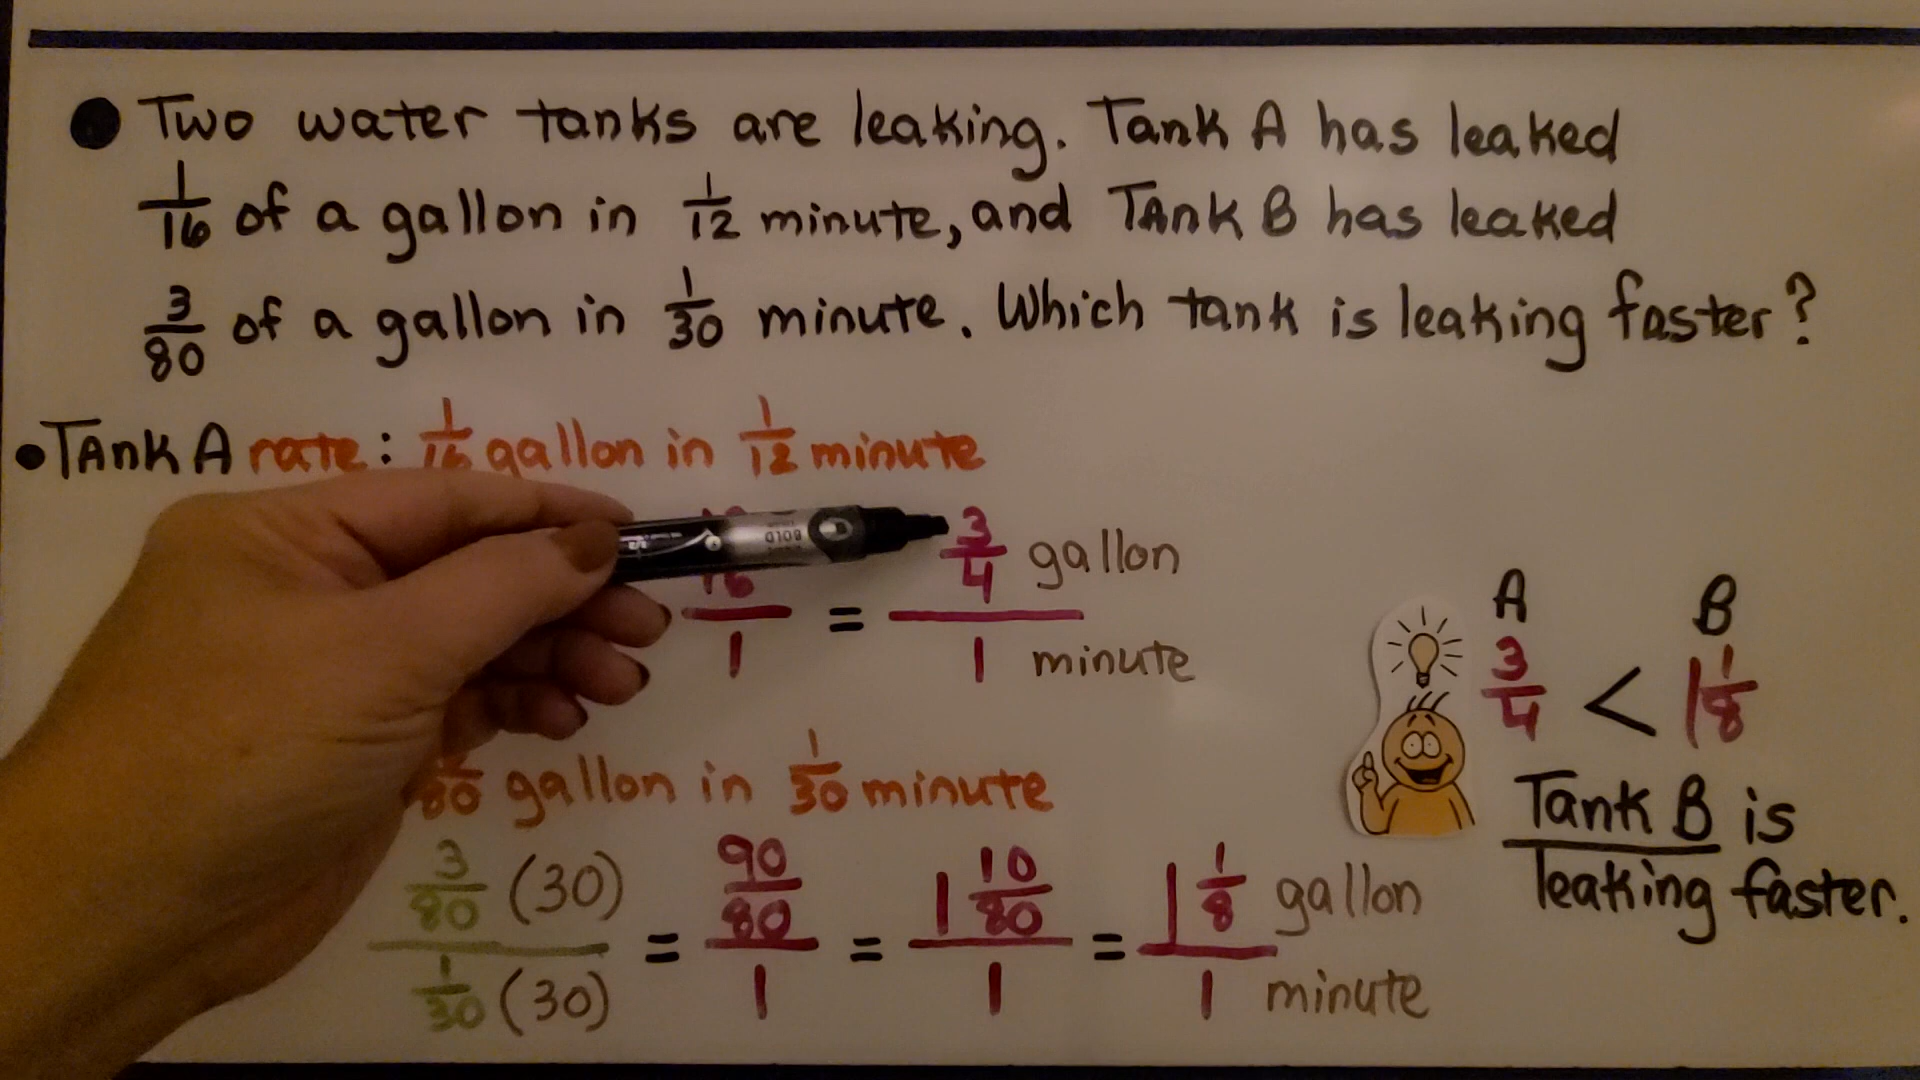 ● Two water tanks are leaking. Tank A has leaked
1/16 of a gallon in 1/12 minute, and TAnk B has leaked
3/80 of a gallon in 1/30 minute. Which tank is leaking faster?
• TAnk A rate: 1/16 gallon in 1/12 minute
16/1 = 3/4 gallon / 1 minute
BOLD
A B
3/4 < 1 1/8
Tank B is
leaking faster.
80 gallon in 1/30 minute
3/80 (30) / 1/30 (30) = 90/80 / 1 = 1 10/80 / 1 = 1 1/8 gallon / 1 minute